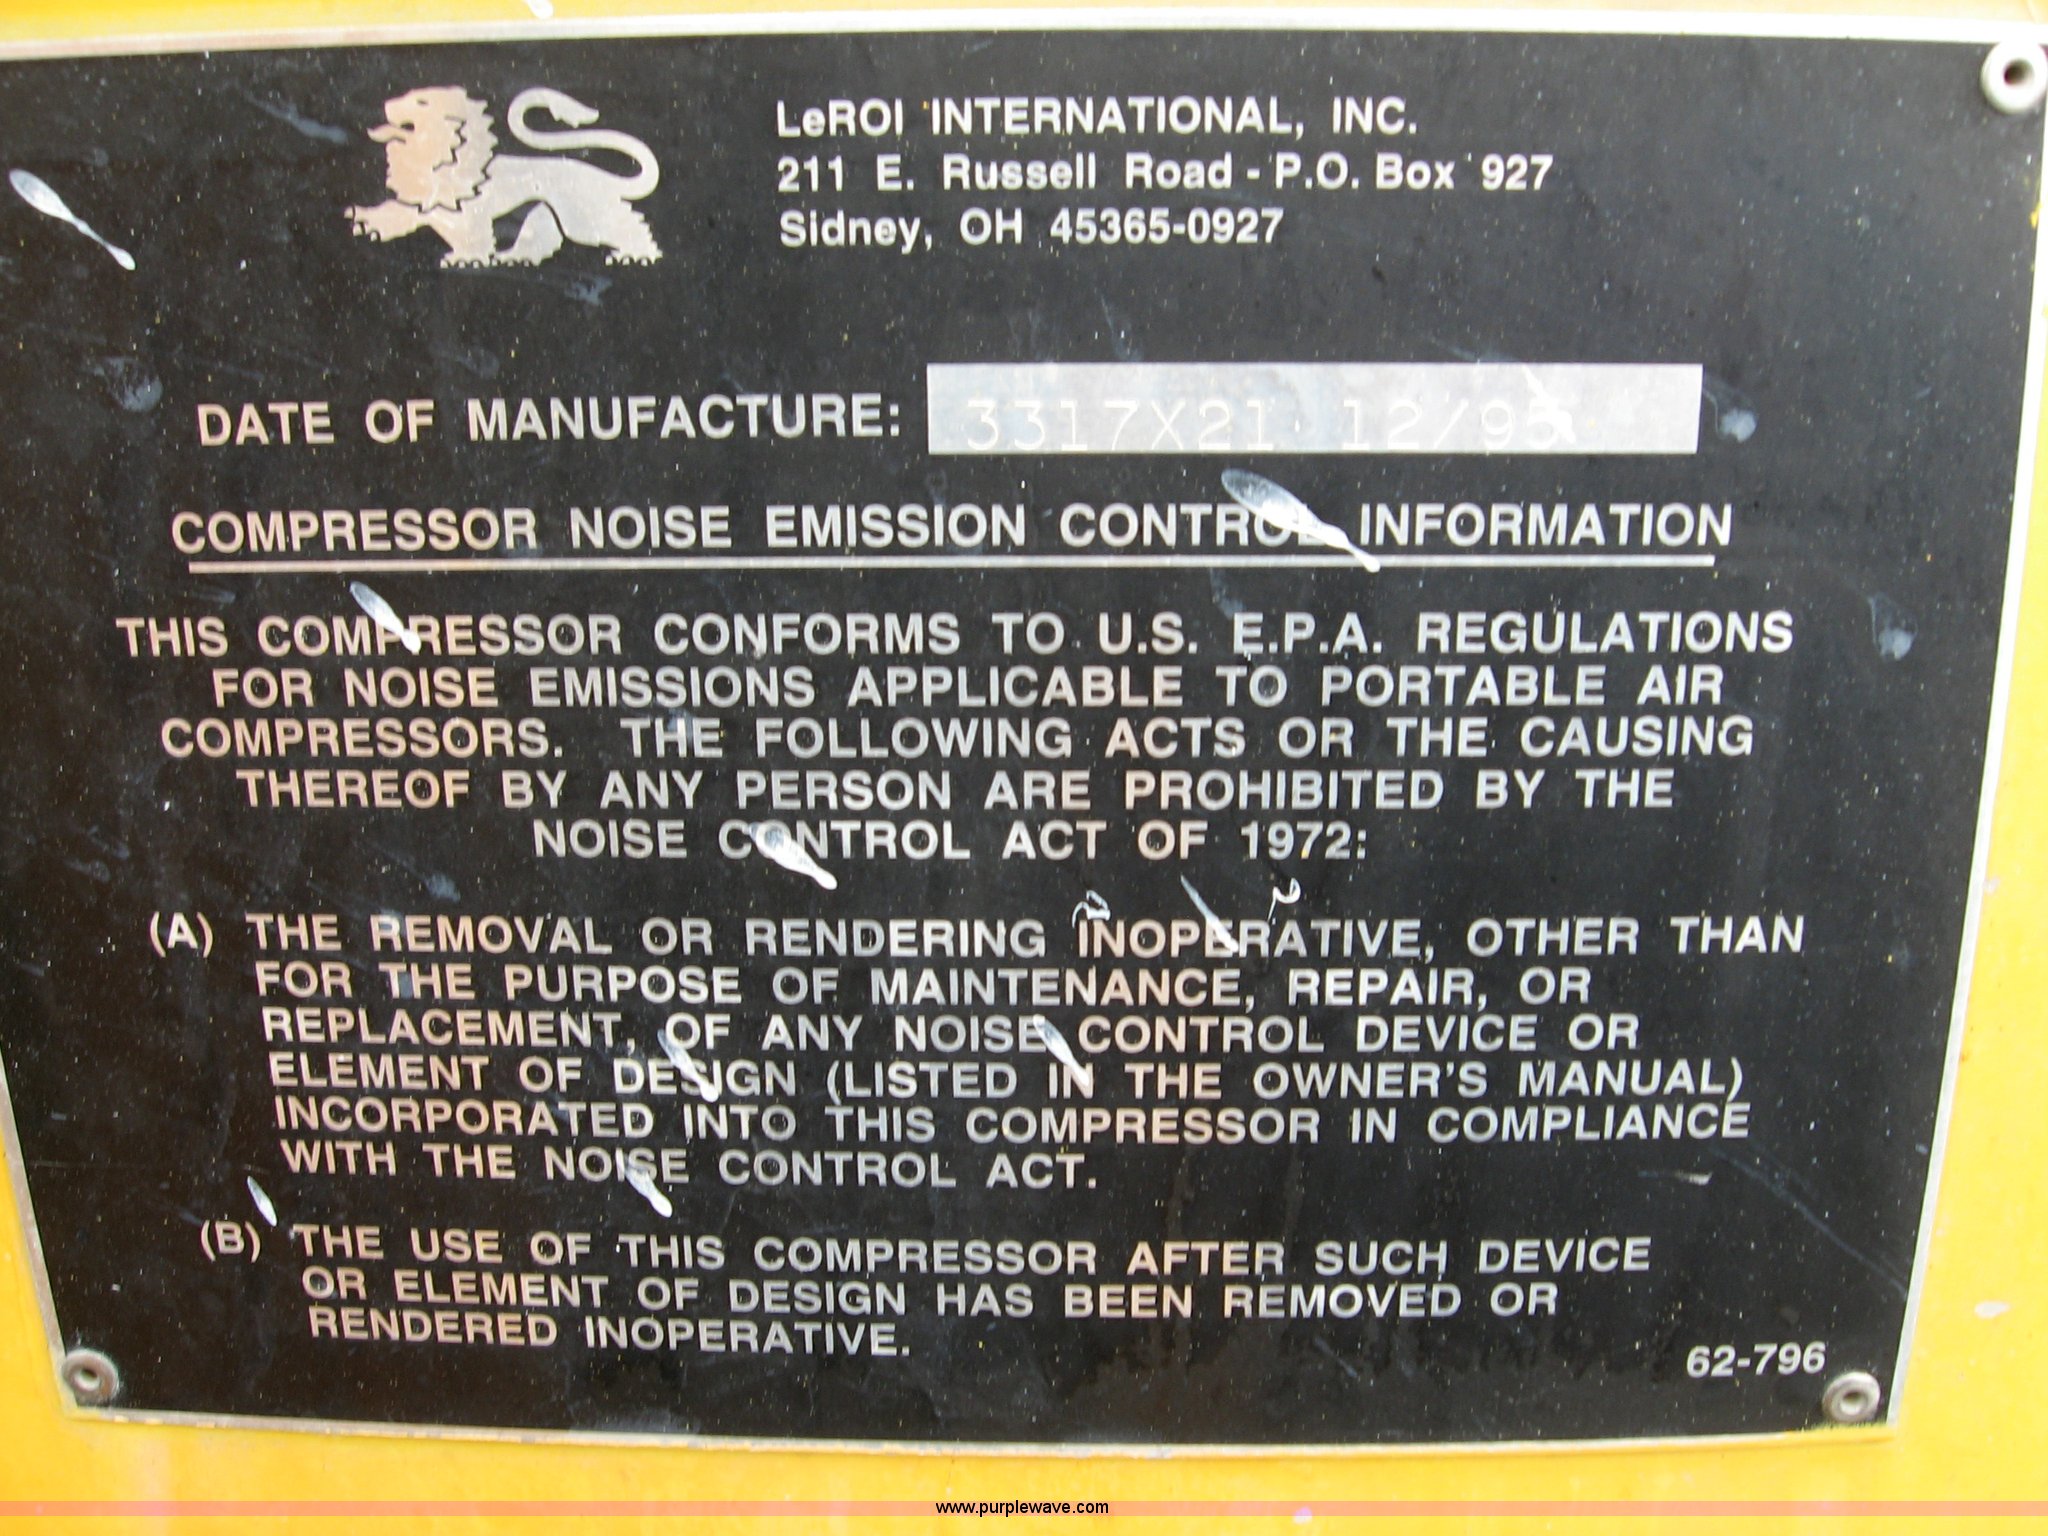 LeROI INTERNATIONAL, INC.
211 E. Russell Road - P.O. Box 927
Sidney, OH 45365-0927
DATE OF MANUFACTURE: 3317X21 12/95
COMPRESSOR NOISE EMISSION CONTROL INFORMATION
THIS COMPRESSOR CONFORMS TO U.S. E.P.A. REGULATIONS
FOR NOISE EMISSIONS APPLICABLE TO PORTABLE AIR
COMPRESSORS. THE FOLLOWING ACTS OR THE CAUSING
THEREOF BY ANY PERSON ARE PROHIBITED BY THE
NOISE CONTROL ACT OF 1972:
(A) THE REMOVAL OR RENDERING INOPERATIVE, OTHER THAN
FOR THE PURPOSE OF MAINTENANCE, REPAIR, OR
REPLACEMENT, OF ANY NOISE CONTROL DEVICE OR
ELEMENT OF DESIGN (LISTED IN THE OWNER'S MANUAL)
INCORPORATED INTO THIS COMPRESSOR IN COMPLIANCE
WITH THE NOISE CONTROL ACT.
(B) THE USE OF THIS COMPRESSOR AFTER SUCH DEVICE
OR ELEMENT OF DESIGN HAS BEEN REMOVED OR
RENDERED INOPERATIVE.
62-796
www.purplewave.com